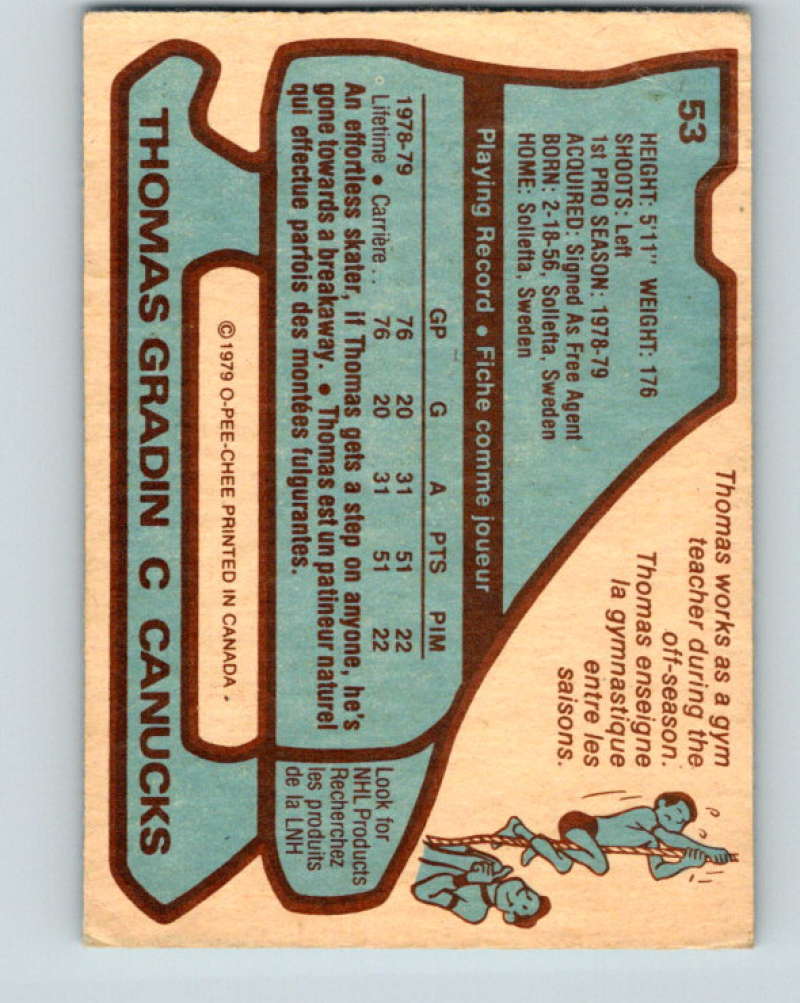 53
HEIGHT: 5'11" WEIGHT: 176
SHOOTS: Left
1st PRO SEASON: 1978-79
ACQUIRED: Signed As Free Agent
BORN: 2-18-56, Sollefta, Sweden
HOME: Sollefta, Sweden
Thomas works as a gym
teacher during the
off-season.
Thomas enseigne
la gymnastique
entre les
saisons.
Playing Record • Fiche comme joueur
GP G A PTS PIM
1978-79 76 20 31 51 22
Lifetime • Carrière .. 76 20 31 51 22
An effortless skater, if Thomas gets a step on anyone, he's
gone towards a breakaway. • Thomas est un patineur naturel
qui effectue parfois des montées fulgurantes.
Look for
NHL Products
Recherchez
les produits
de la LNH
© 1979 O-PEE-CHEE PRINTED IN CANADA.
THOMAS GRADIN C CANUCKS